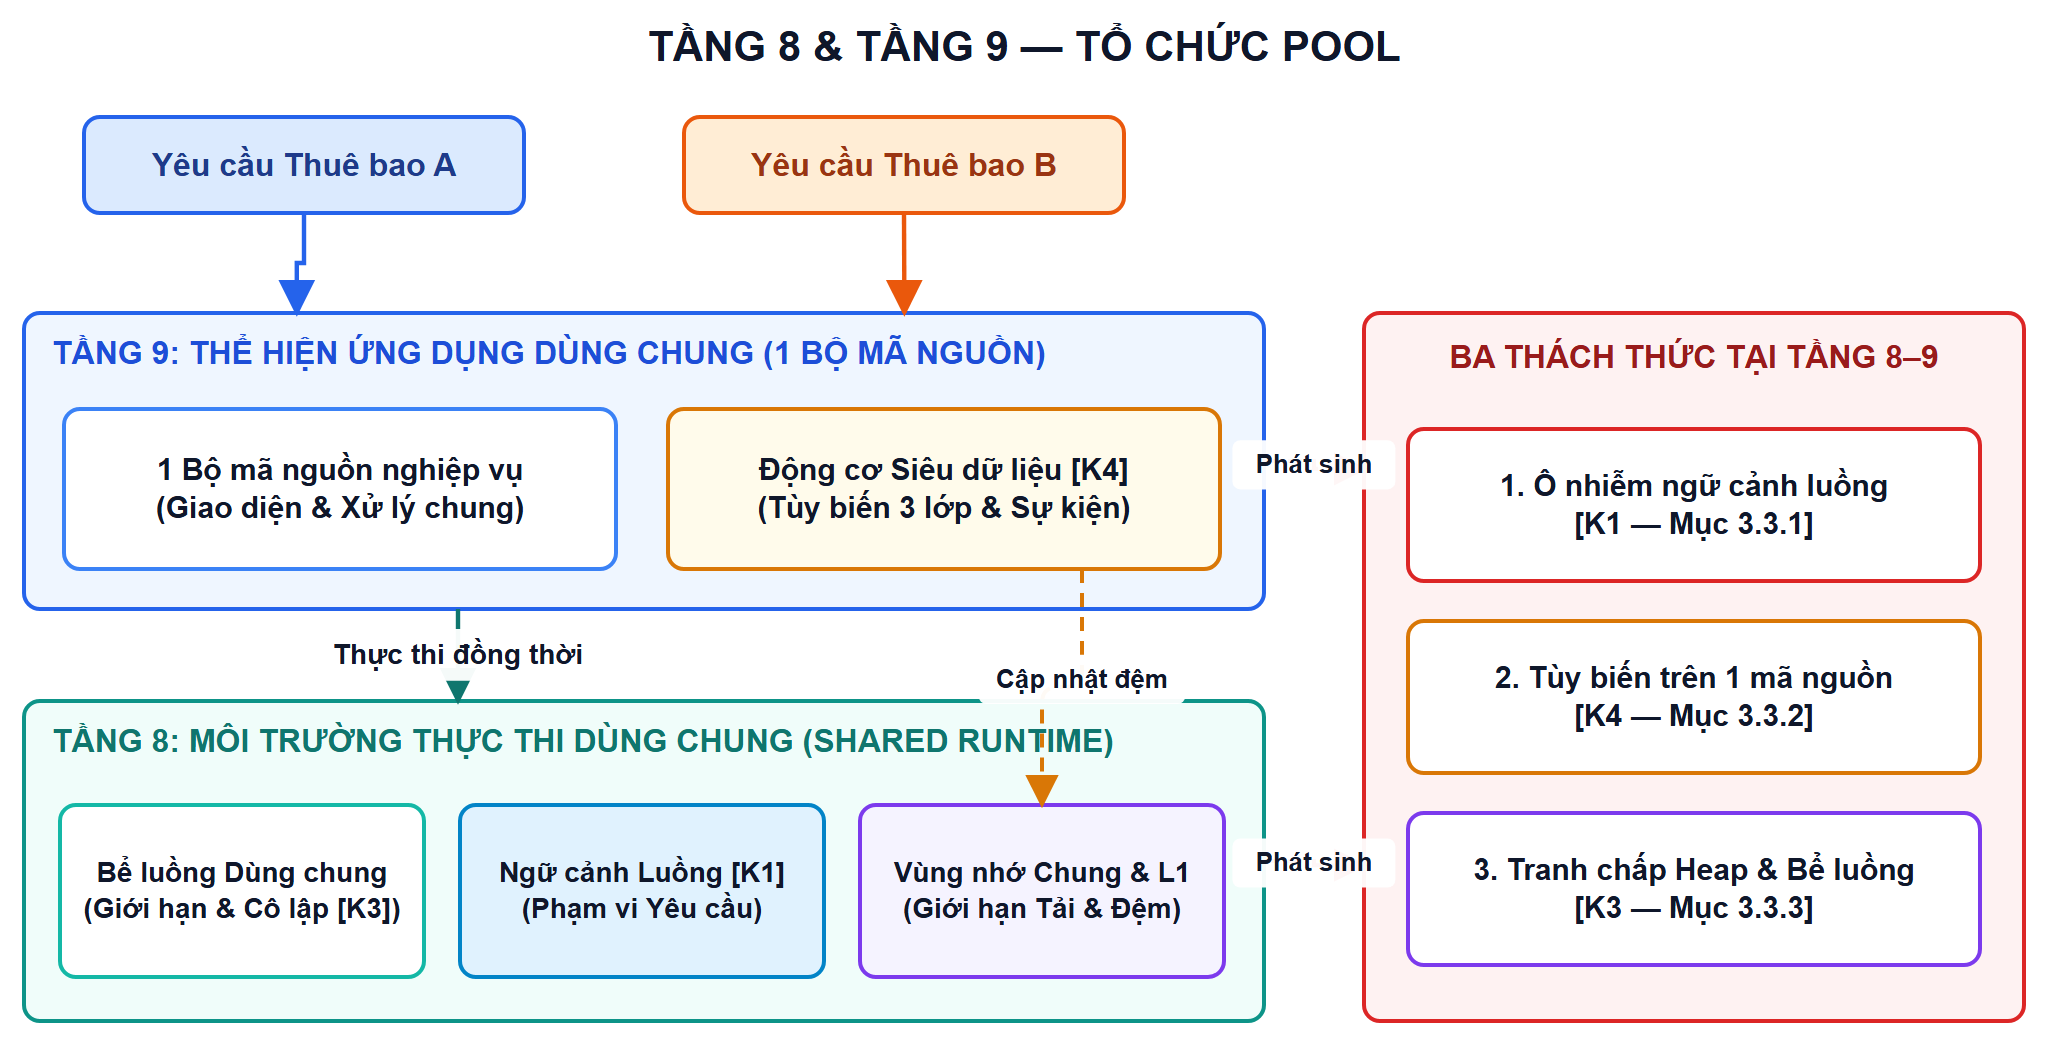 TẦNG 8 & TẦNG 9 — TỔ CHỨC POOL
Yêu cầu Thuê bao A
Yêu cầu Thuê bao B
TẦNG 9: THỂ HIỆN ỨNG DỤNG DÙNG CHUNG (1 BỘ MÃ NGUỒN)
1 Bộ mã nguồn nghiệp vụ
(Giao diện & Xử lý chung)
Động cơ Siêu dữ liệu [K4]
(Tùy biến 3 lớp & Sự kiện)
Phát sinh
Thực thi đồng thời
Cập nhật đệm
TẦNG 8: MÔI TRƯỜNG THỰC THI DÙNG CHUNG (SHARED RUNTIME)
Bể luồng Dùng chung
(Giới hạn & Cô lập [K3])
Ngữ cảnh Luồng [K1]
(Phạm vi Yêu cầu)
Vùng nhớ Chung & L1
(Giới hạn Tải & Đệm)
Phát sinh
BA THÁCH THỨC TẠI TẦNG 8–9
1. Ô nhiễm ngữ cảnh luồng
[K1 — Mục 3.3.1]
2. Tùy biến trên 1 mã nguồn
[K4 — Mục 3.3.2]
3. Tranh chấp Heap & Bể luồng
[K3 — Mục 3.3.3]